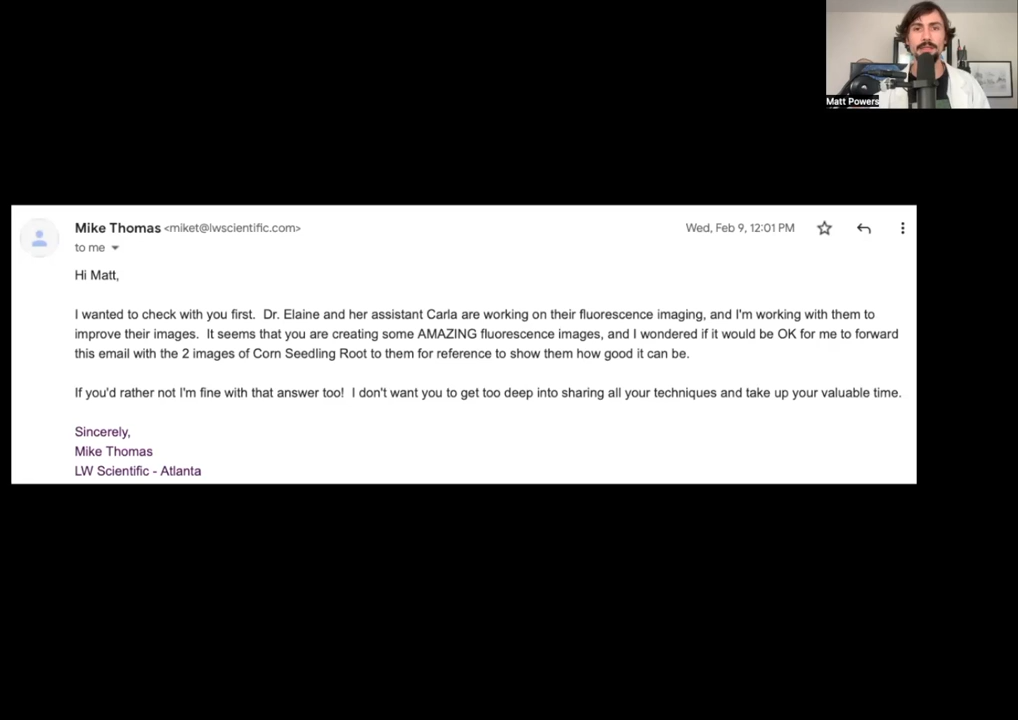 Matt Powers
Mike Thomas <miket@lwscientific.com> Wed, Feb 9, 12:01 PM
to me
Hi Matt,
I wanted to check with you first.  Dr. Elaine and her assistant Carla are working on their fluorescence imaging, and I'm working with them to
improve their images.  It seems that you are creating some AMAZING fluorescence images, and I wondered if it would be OK for me to forward
this email with the 2 images of Corn Seedling Root to them for reference to show them how good it can be.
If you'd rather not I'm fine with that answer too!  I don't want you to get too deep into sharing all your techniques and take up your valuable time.
Sincerely,
Mike Thomas
LW Scientific - Atlanta